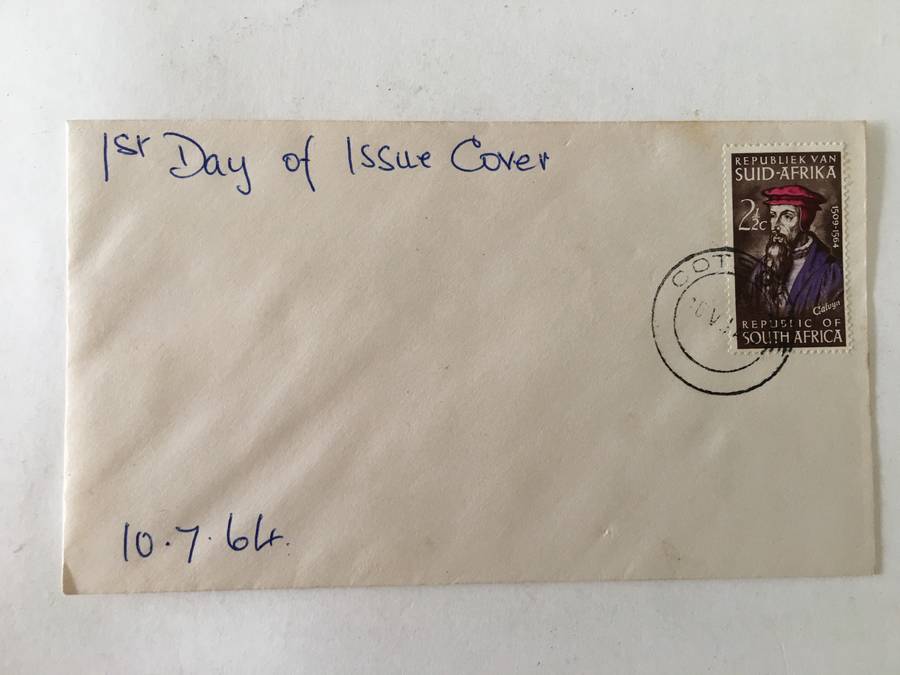 1st Day of Issue Cover
REPUBLIEK VAN
SUID-AFRIKA
2½c
1509-1564
Calvyn
REPUBLIC OF
SOUTH AFRICA
10.7.64.